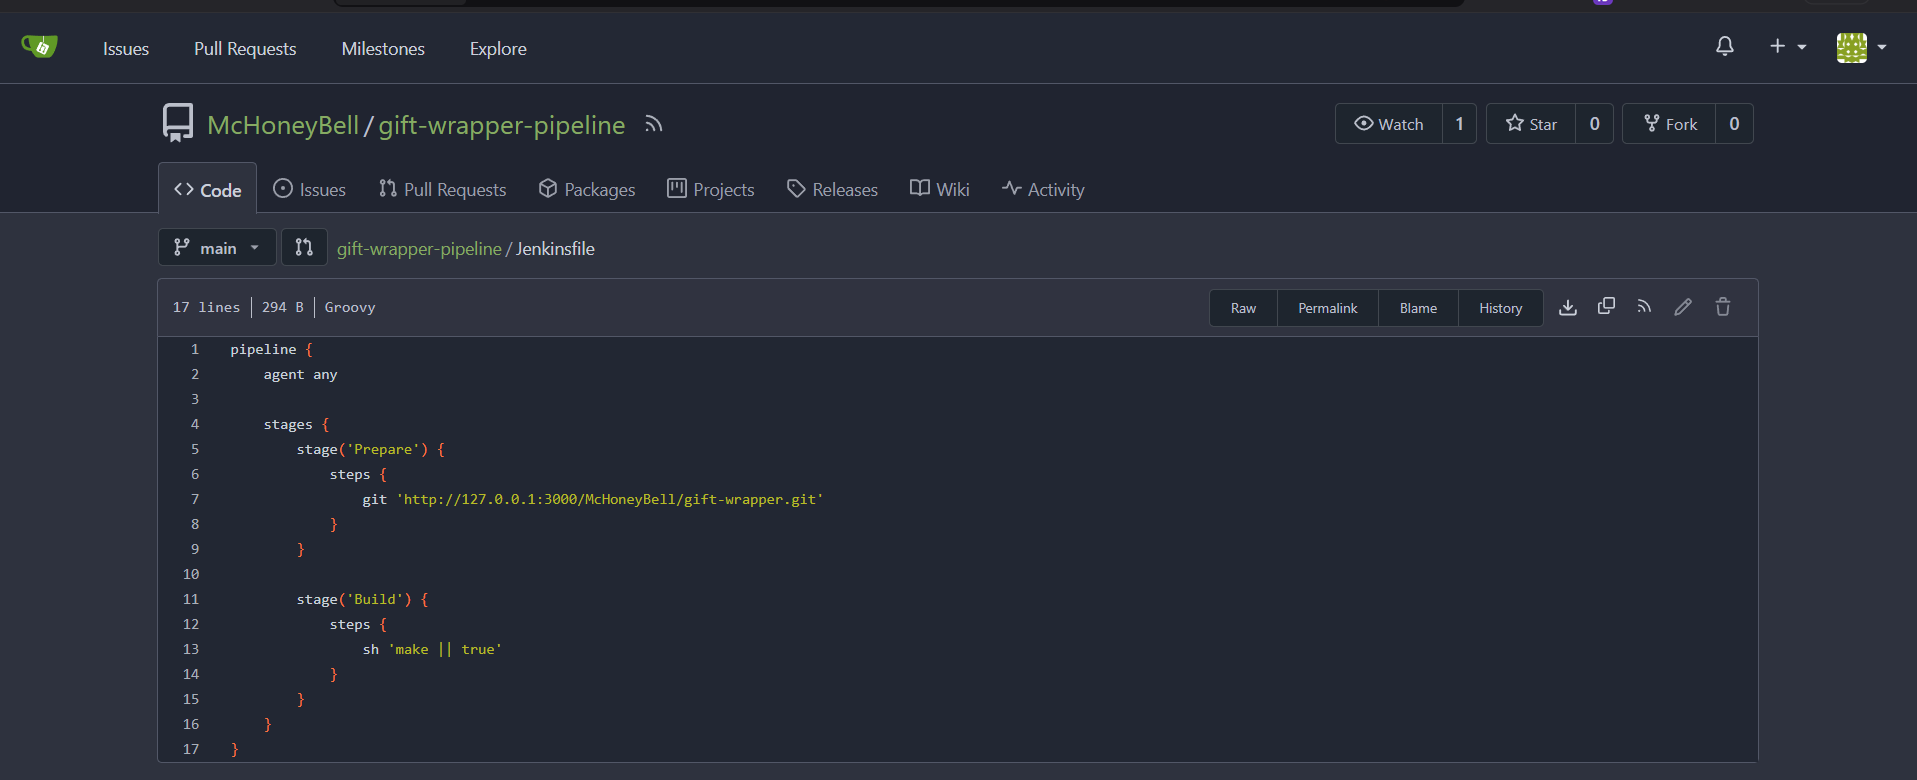 Issues Pull Requests Milestones Explore
McHoneyBell / gift-wrapper-pipeline
Watch 1 Star 0 Fork 0
Code Issues Pull Requests Packages Projects Releases Wiki Activity
main gift-wrapper-pipeline / Jenkinsfile
17 lines 294 B Groovy Raw Permalink Blame History
1 pipeline {
2     agent any
3
4     stages {
5         stage('Prepare') {
6             steps {
7                 git 'http://127.0.0.1:3000/McHoneyBell/gift-wrapper.git'
8             }
9         }
10
11         stage('Build') {
12             steps {
13                 sh 'make || true'
14             }
15         }
16     }
17 }